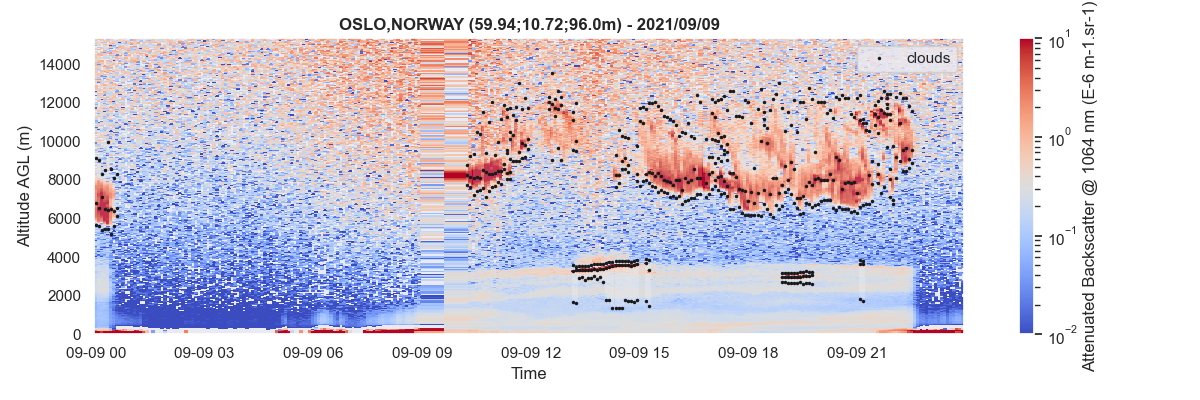 OSLO,NORWAY (59.94;10.72;96.0m) - 2021/09/09
clouds
Altitude AGL (m)
14000
12000
10000
8000
6000
4000
2000
0
09-09 00 09-09 03 09-09 06 09-09 09 09-09 12 09-09 15 09-09 18 09-09 21
Time
10¹
10⁰
10⁻¹
10⁻²
Attenuated Backscatter @ 1064 nm (E-6 m-1.sr-1)